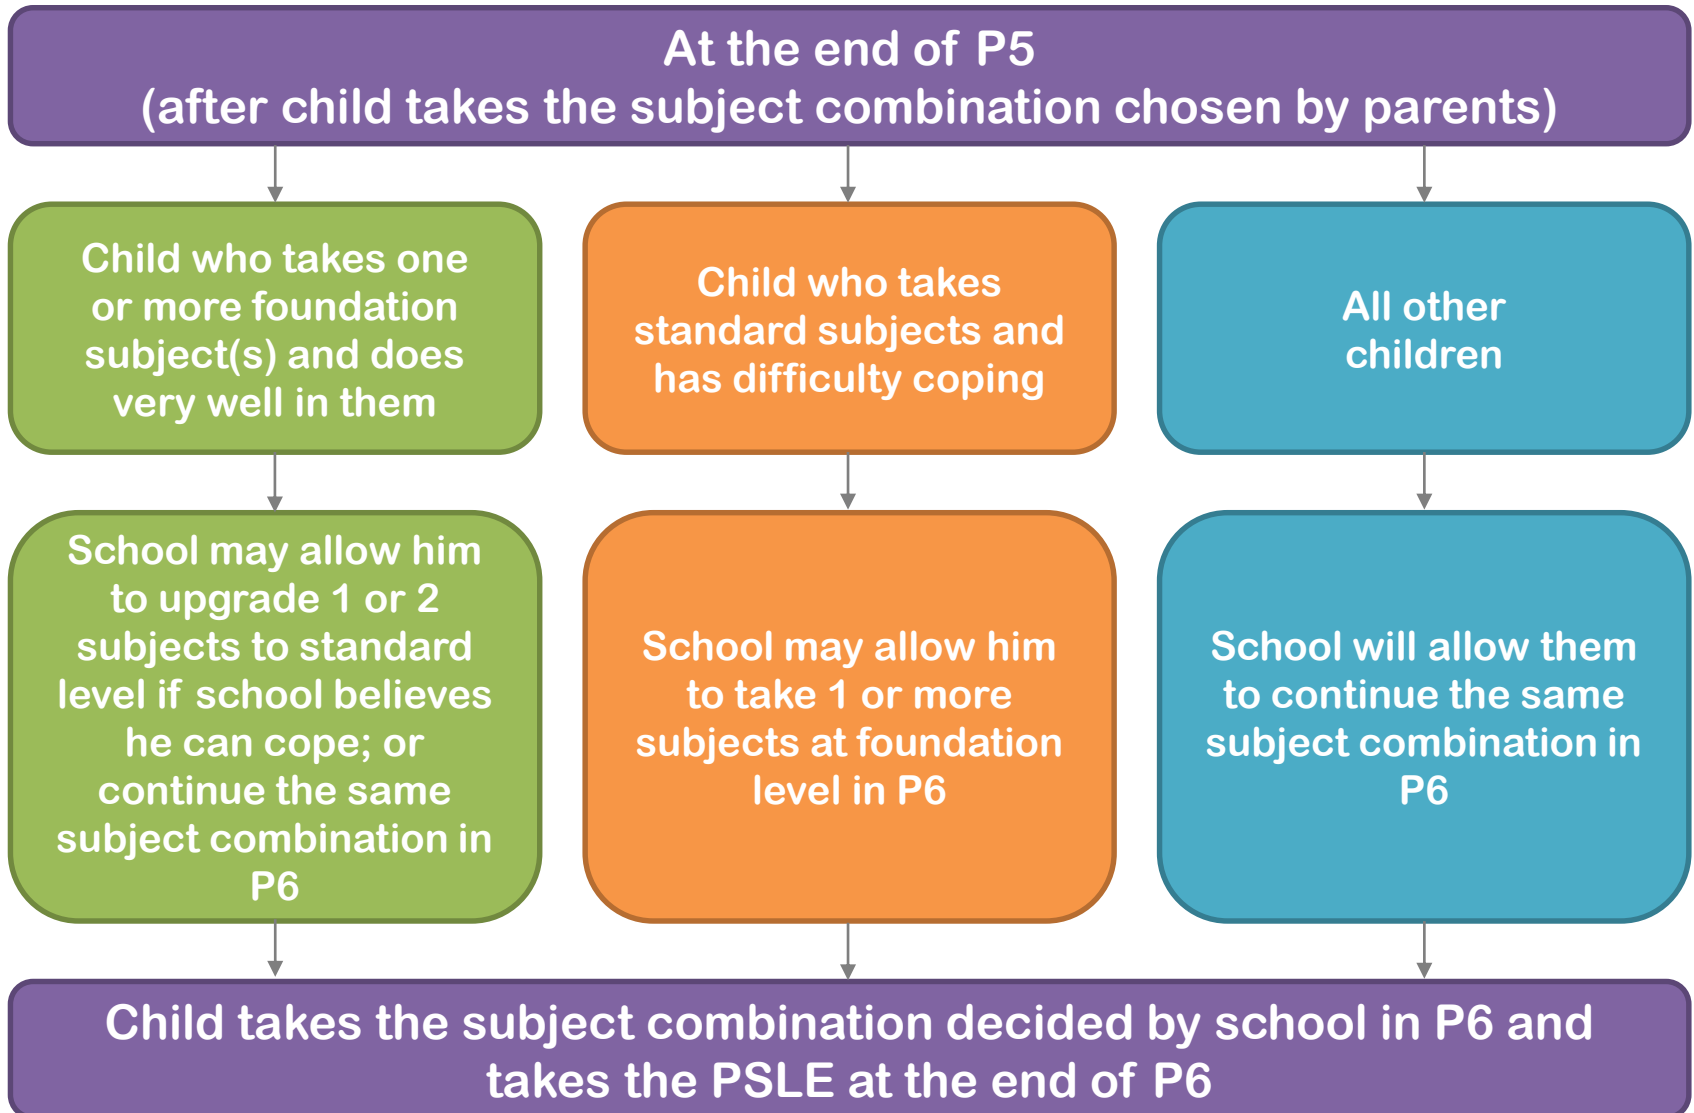 At the end of P5
(after child takes the subject combination chosen by parents)
Child who takes one
or more foundation
subject(s) and does
very well in them
Child who takes
standard subjects and
has difficulty coping
All other
children
School may allow him
to upgrade 1 or 2
subjects to standard
level if school believes
he can cope; or
continue the same
subject combination in
P6
School may allow him
to take 1 or more
subjects at foundation
level in P6
School will allow them
to continue the same
subject combination in
P6
Child takes the subject combination decided by school in P6 and
takes the PSLE at the end of P6